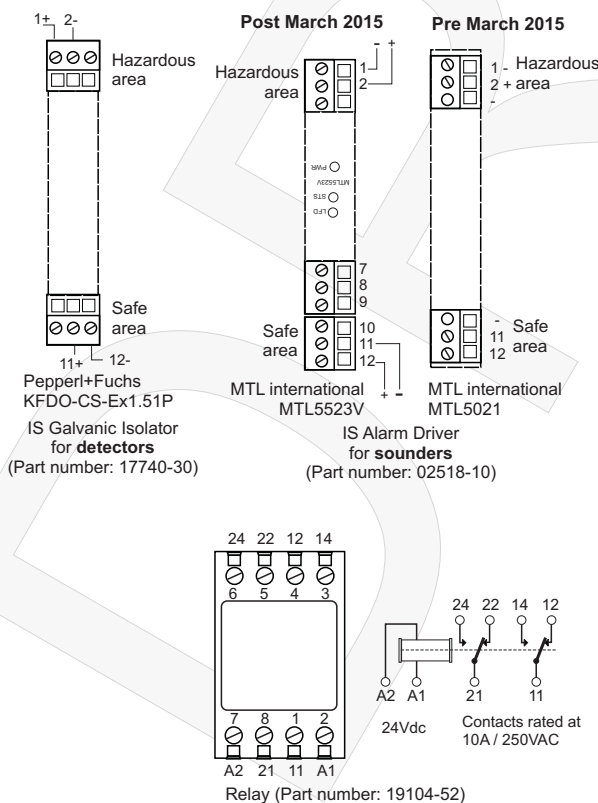 Post March 2015
Pre March 2015
1+ 2-
Hazardous
area
Hazardous
area
- +
1
2
1 - Hazardous
2 + area
-
PWR
MTL5523V
STS
LFD
7
8
9
Safe
area
11+ 12-
Safe
area
10
11
12
+ -
- Safe
11 area
12
Pepperl+Fuchs
KFDO-CS-Ex1.51P
IS Galvanic Isolator
for detectors
(Part number: 17740-30)
MTL international
MTL5523V
MTL international
MTL5021
IS Alarm Driver
for sounders
(Part number: 02518-10)
24 22 12 14
6 5 4 3
7 8 1 2
A2 21 11 A1
24 22 14 12
A2 A1 21 11
24Vdc
Contacts rated at
10A / 250VAC
Relay (Part number: 19104-52)